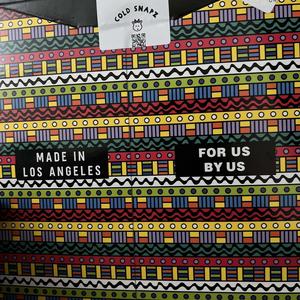 COLD SNAPZ
MADE IN
LOS ANGELES
FOR US
BY US